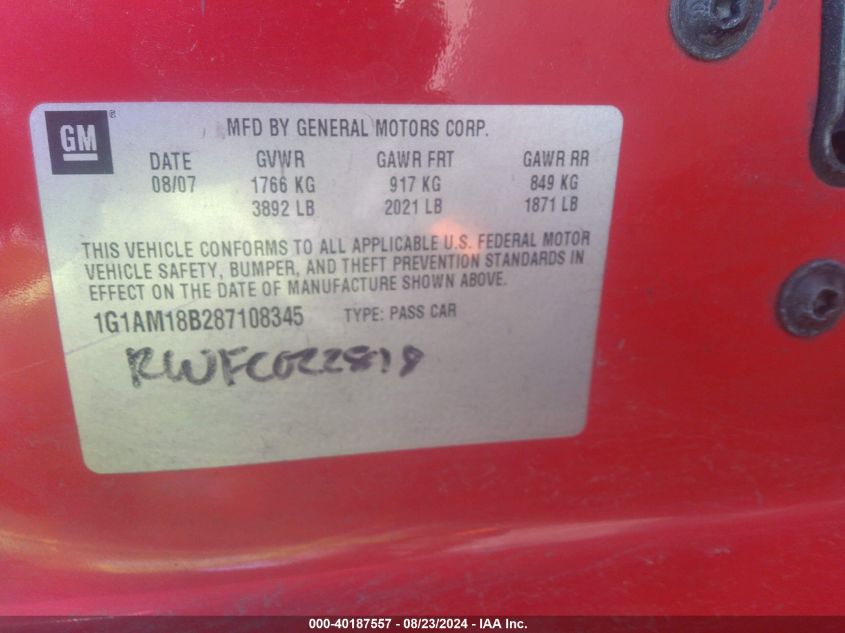 GM ®
MFD BY GENERAL MOTORS CORP.
DATE GVWR GAWR FRT GAWR RR
08/07 1766 KG 917 KG 849 KG
3892 LB 2021 LB 1871 LB
THIS VEHICLE CONFORMS TO ALL APPLICABLE U.S. FEDERAL MOTOR
VEHICLE SAFETY, BUMPER, AND THEFT PREVENTION STANDARDS IN
EFFECT ON THE DATE OF MANUFACTURE SHOWN ABOVE.
1G1AM18B287108345 TYPE: PASS CAR
000-40187557 - 08/23/2024 - IAA Inc.